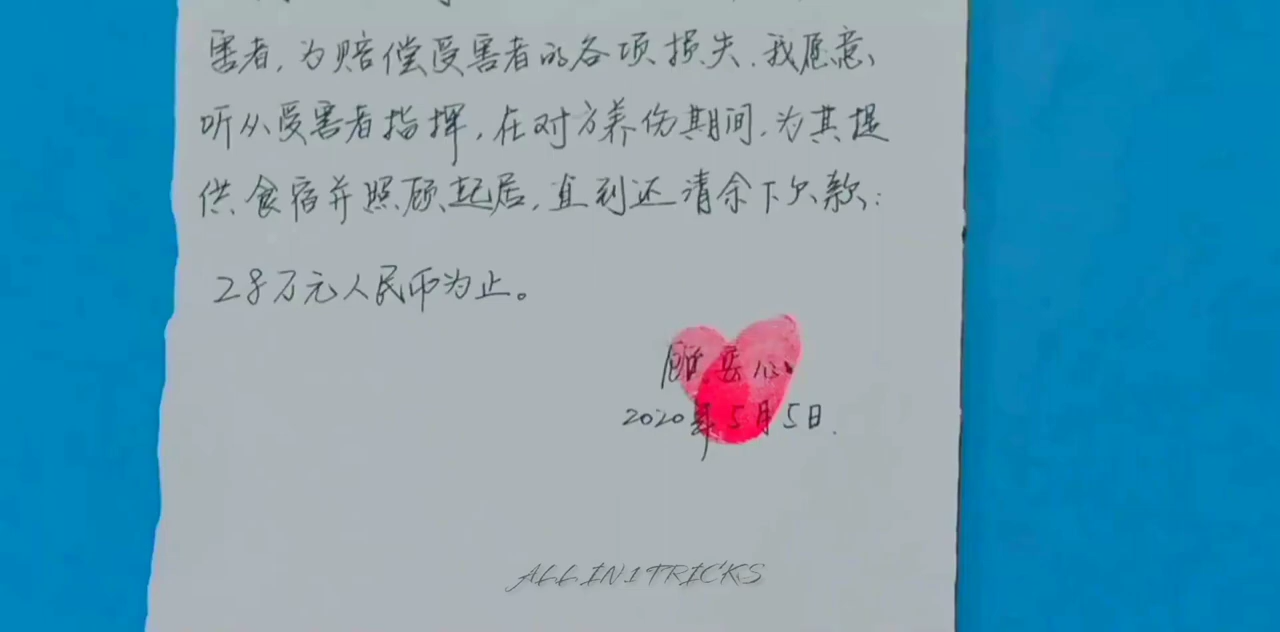 害者，为赔偿受害者的各项损失，我愿意、
听从受害者指挥，在对方养伤期间，为其提
供食宿并照顾起居，直到还清余下欠款：
28万元人民币为止。
顾安心
2020年5月5日.
ALLIN1TRICKS